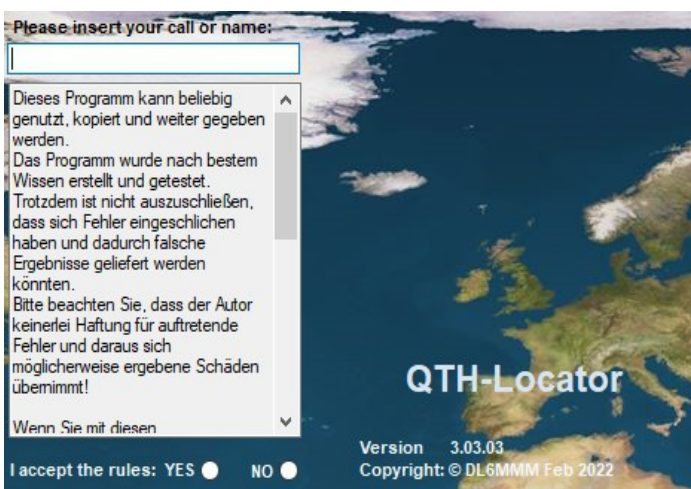 Please insert your call or name:
Dieses Programm kann beliebig
genutzt, kopiert und weiter gegeben
werden.
Das Programm wurde nach bestem
Wissen erstellt und getestet.
Trotzdem ist nicht auszuschließen,
dass sich Fehler eingeschlichen
haben und dadurch falsche
Ergebnisse geliefert werden
könnten.
Bitte beachten Sie, dass der Autor
keinerlei Haftung für auftretende
Fehler und daraus sich
möglicherweise ergebene Schäden
übernimmt!
Wenn Sie mit diesen
QTH-Locator
Version 3.03.03
Copyright: © DL6MMM Feb 2022
I accept the rules: YES NO